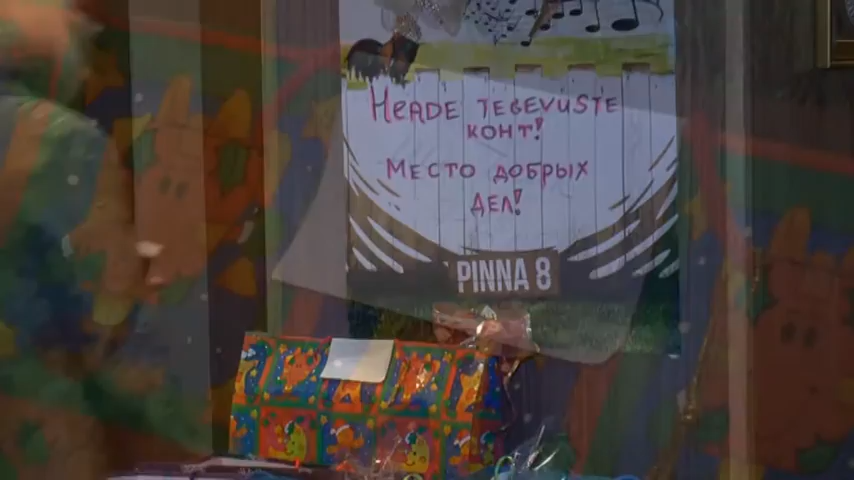 HEADE TEGEVUSTE
KOHT!
МЕСТО ДОБРЫХ
ДЕЛ!
PINNA 8